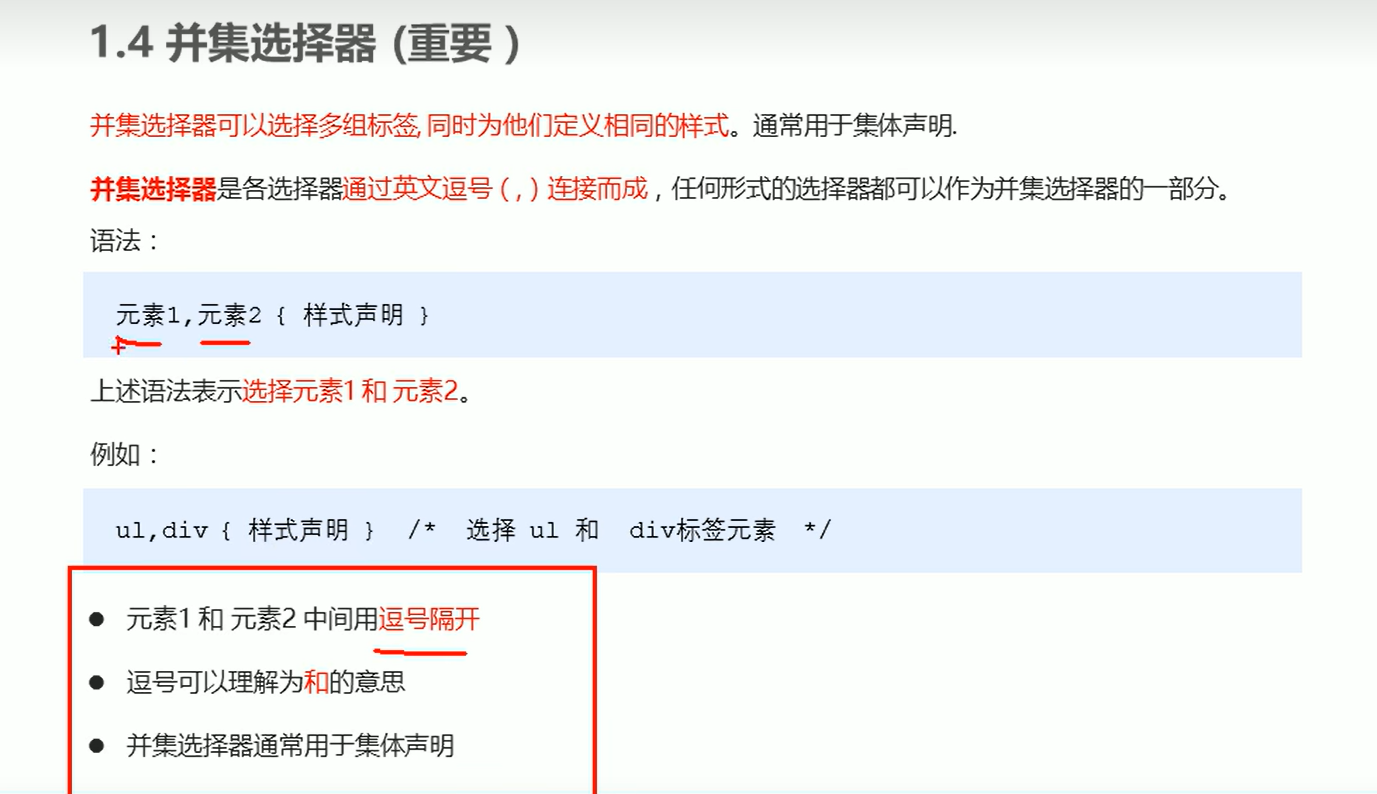 1.4 并集选择器 (重要 )
并集选择器可以选择多组标签, 同时为他们定义相同的样式。通常用于集体声明.
并集选择器是各选择器通过英文逗号 ( , ) 连接而成，任何形式的选择器都可以作为并集选择器的一部分。
语法：
元素1,元素2 { 样式声明 }
上述语法表示选择元素1 和 元素2。
例如：
ul,div { 样式声明 }  /*  选择 ul 和  div标签元素  */
● 元素1 和 元素2 中间用逗号隔开
● 逗号可以理解为和的意思
● 并集选择器通常用于集体声明